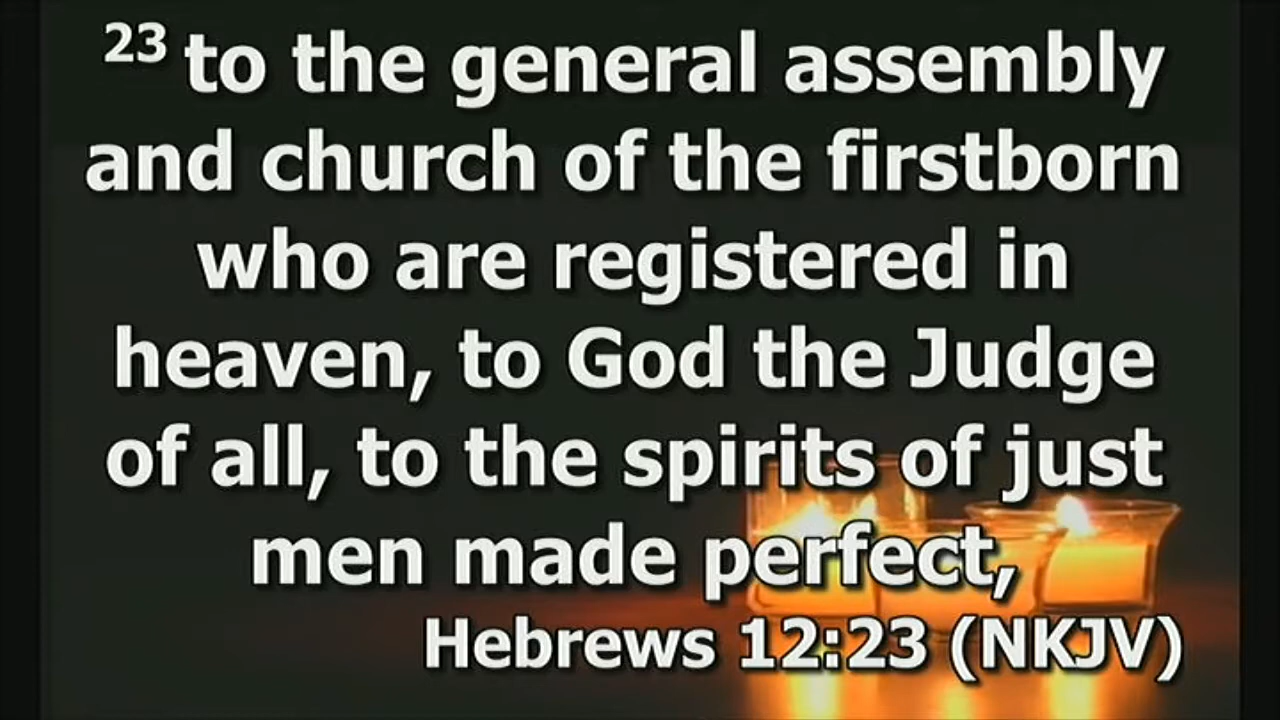 23 to the general assembly
and church of the firstborn
who are registered in
heaven, to God the Judge
of all, to the spirits of just
men made perfect,
Hebrews 12:23 (NKJV)